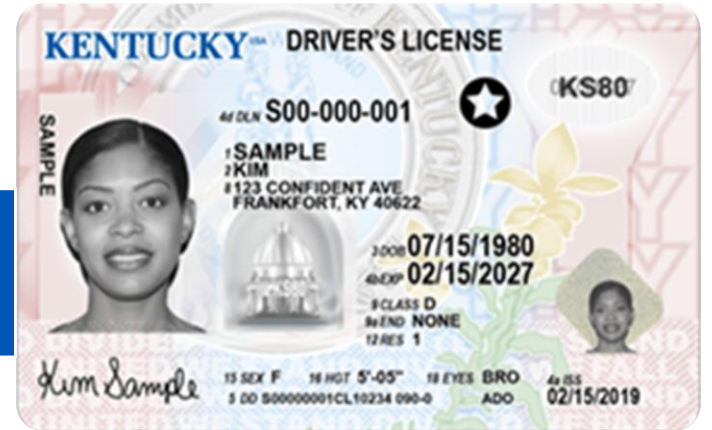 KENTUCKY USA DRIVER'S LICENSE
KS80
4d DLN S00-000-001
SAMPLE
1 SAMPLE
2 KIM
8 123 CONFIDENT AVE
FRANKFORT, KY 40622
3 DOB 07/15/1980
4b EXP 02/15/2027
9 CLASS D
9a END NONE
12 RES 1
Kim Sample
15 SEX F 16 HGT 5'-05" 18 EYES BRO 4a ISS
5 DD S00000001CL10234 090-0 ADO 02/15/2019